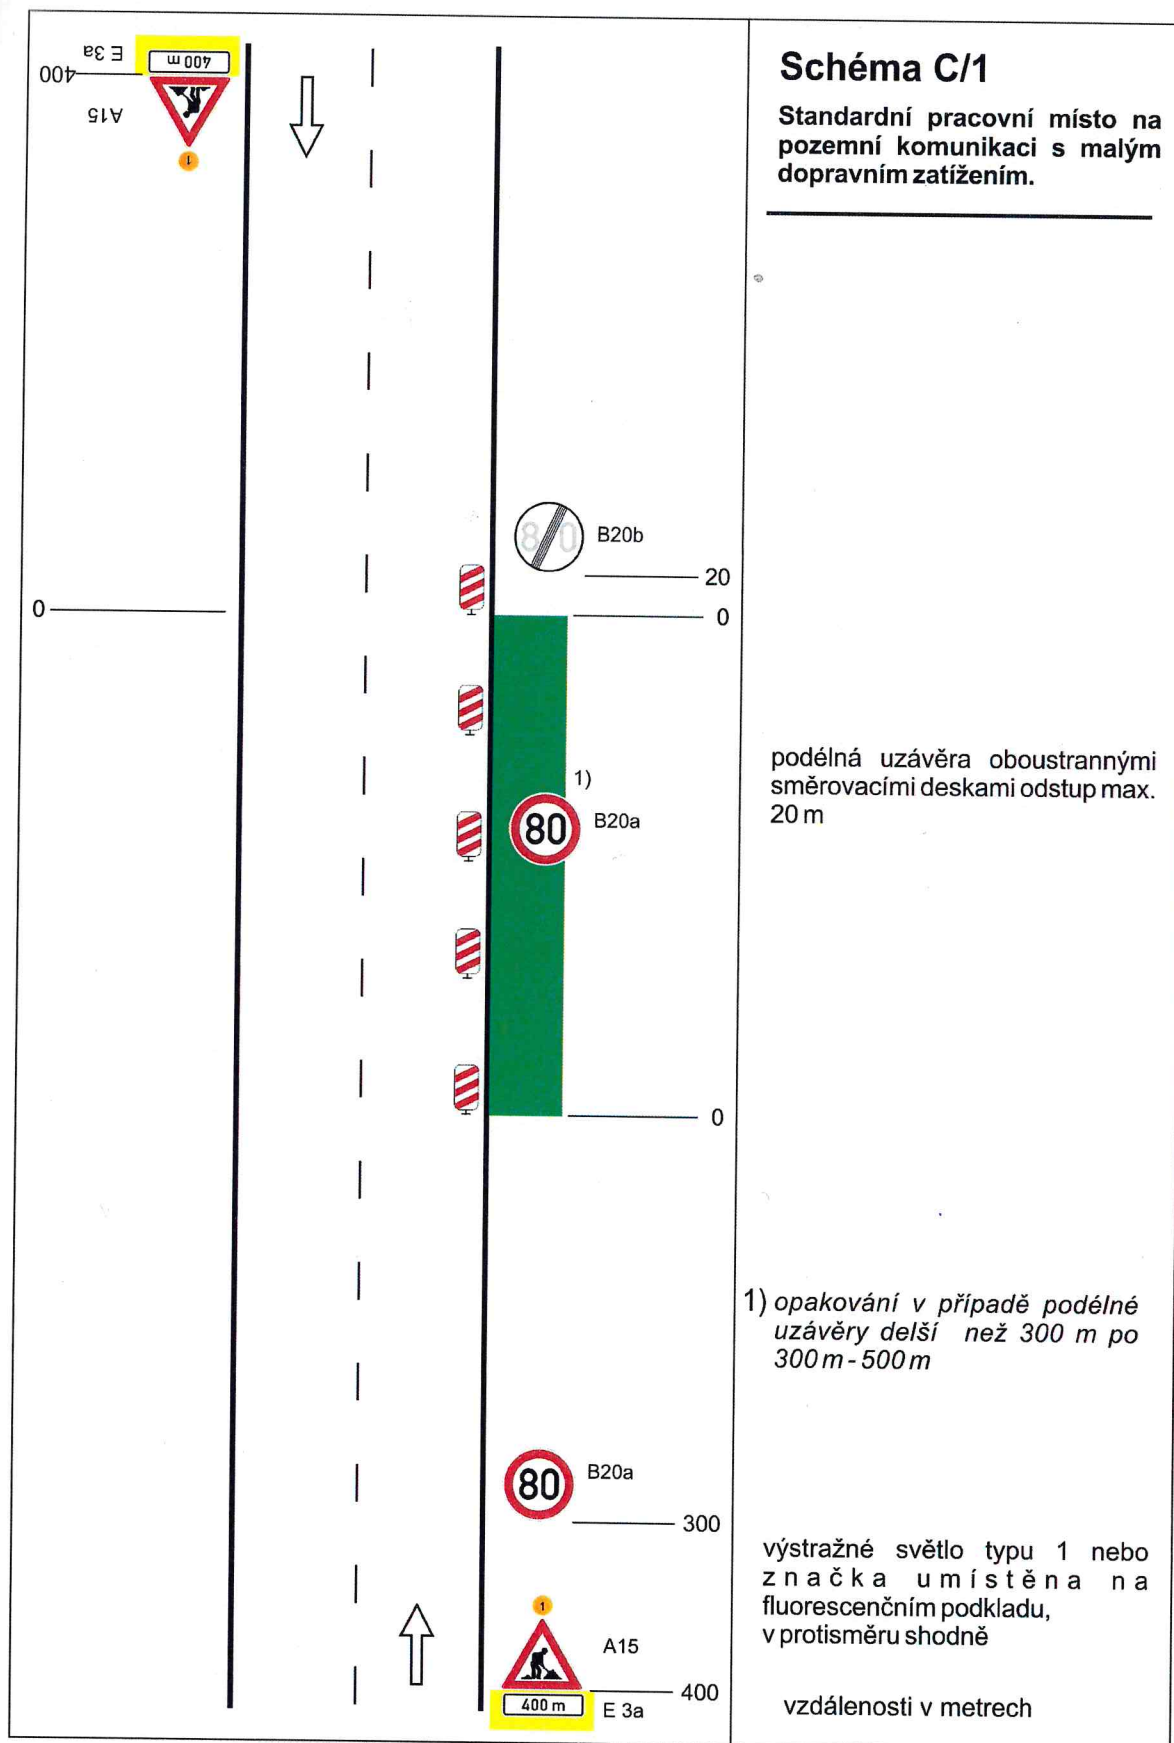 Schéma C/1
Standardní pracovní místo na
pozemní komunikaci s malým
dopravním zatížením.
E 3a
400 m
400
A15
1
80
B20b
20
0
0
podélná uzávěra oboustrannými
směrovacími deskami odstup max.
20 m
1)
80
B20a
0
1) opakování v případě podélné
uzávěry delší než 300 m po
300 m - 500 m
80
B20a
300
výstražné světlo typu 1 nebo
značka umístěna na
fluorescenčním podkladu,
v protisměru shodně
1
A15
400
400 m
E 3a
vzdálenosti v metrech